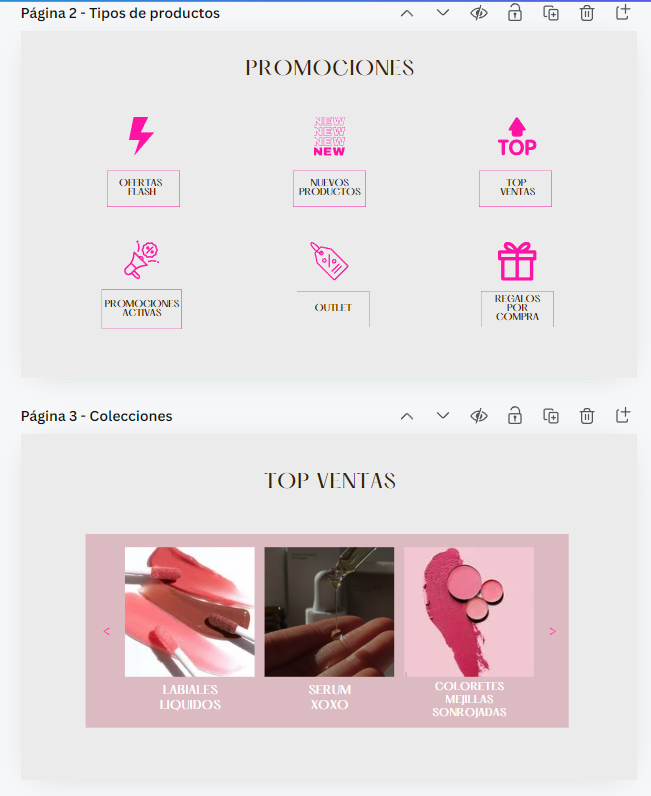 Página 2 - Tipos de productos
PROMOCIONES
NEW
NEW
NEW
NEW
TOP
OFERTAS
FLASH
NUEVOS
PRODUCTOS
TOP
VENTAS
%
%
PROMOCIONES
ACTIVAS
OUTLET
REGALOS
POR
COMPRA
Página 3 - Colecciones
TOP VENTAS
<
>
LABIALES
LIQUIDOS
SERUM
XOXO
COLORETES
MEJILLAS
SONROJADAS